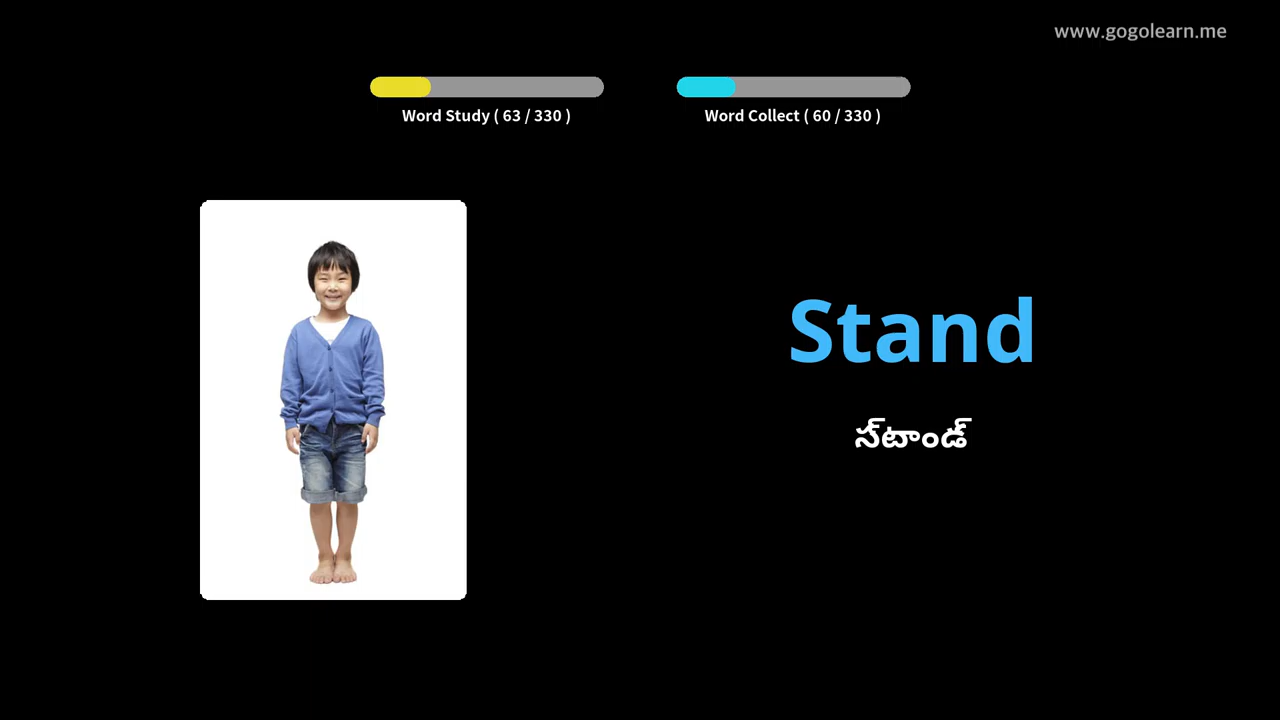 www.gogolearn.me
Word Study ( 63 / 330 )
Word Collect ( 60 / 330 )
Stand
స్‌టాండ్